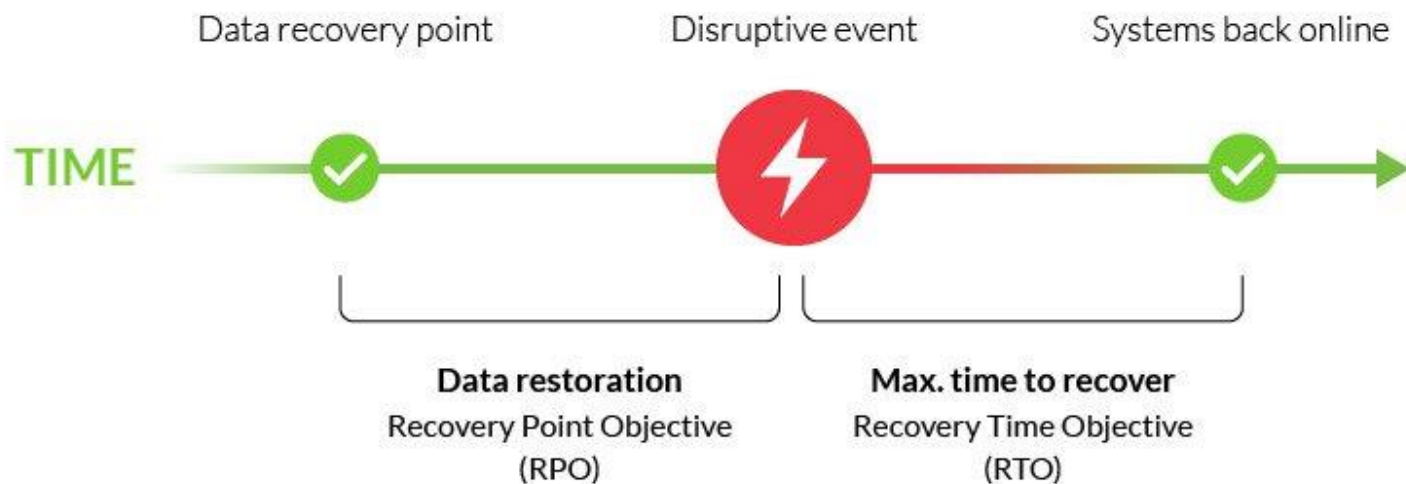 Data recovery point
Disruptive event
Systems back online
TIME
Data restoration
Recovery Point Objective
(RPO)
Max. time to recover
Recovery Time Objective
(RTO)